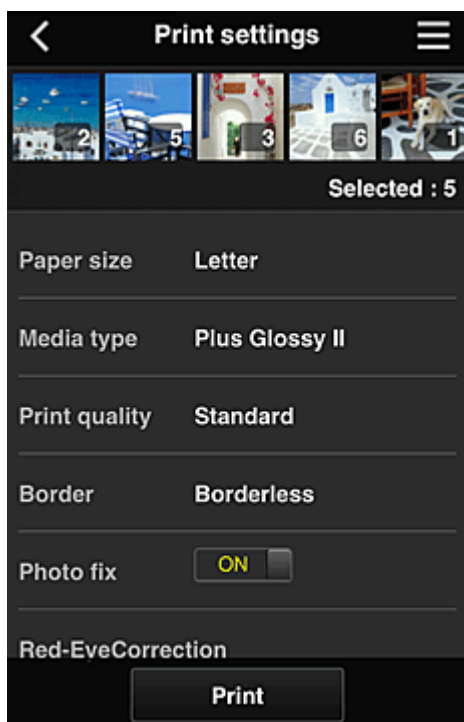 Print settings
2 5 3 6 1
Selected : 5
Paper size Letter
Media type Plus Glossy II
Print quality Standard
Border Borderless
Photo fix ON
Red-EyeCorrection
Print